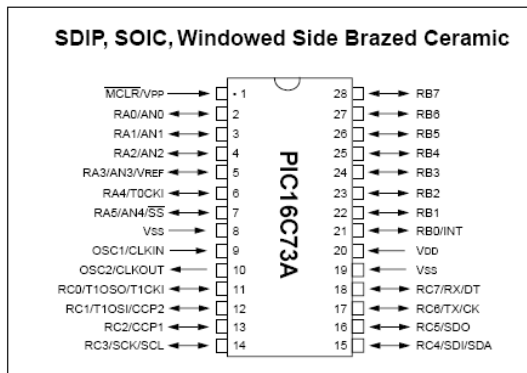 SDIP, SOIC, Windowed Side Brazed Ceramic
MCLR/VPP 1 28 RB7
RA0/AN0 2 27 RB6
RA1/AN1 3 26 RB5
RA2/AN2 4 25 RB4
RA3/AN3/VREF 5 24 RB3
RA4/T0CKI 6 23 RB2
RA5/AN4/SS 7 22 RB1
VSS 8 21 RB0/INT
OSC1/CLKIN 9 20 VDD
OSC2/CLKOUT 10 19 VSS
RC0/T1OSO/T1CKI 11 18 RC7/RX/DT
RC1/T1OSI/CCP2 12 17 RC6/TX/CK
RC2/CCP1 13 16 RC5/SDO
RC3/SCK/SCL 14 15 RC4/SDI/SDA
PIC16C73A